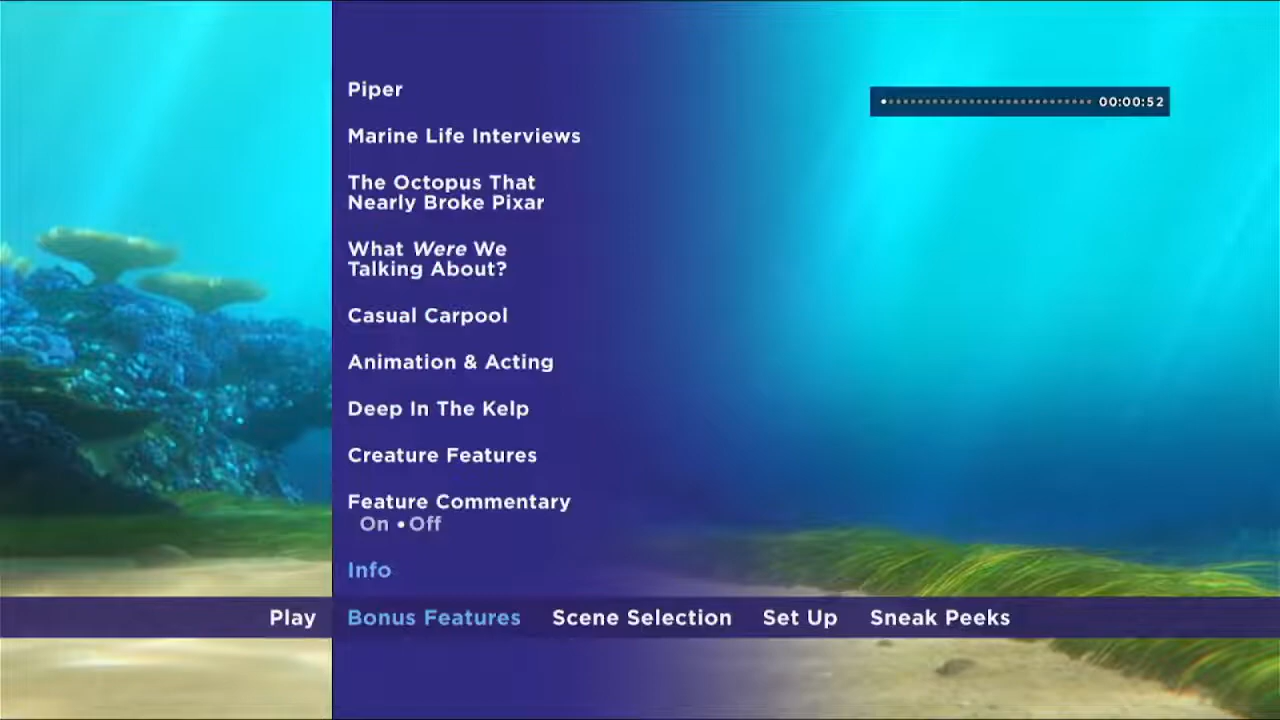 Piper
00:00:52
Marine Life Interviews
The Octopus That
Nearly Broke Pixar
What Were We
Talking About?
Casual Carpool
Animation & Acting
Deep In The Kelp
Creature Features
Feature Commentary
On •Off
Info
Play Bonus Features Scene Selection Set Up Sneak Peeks